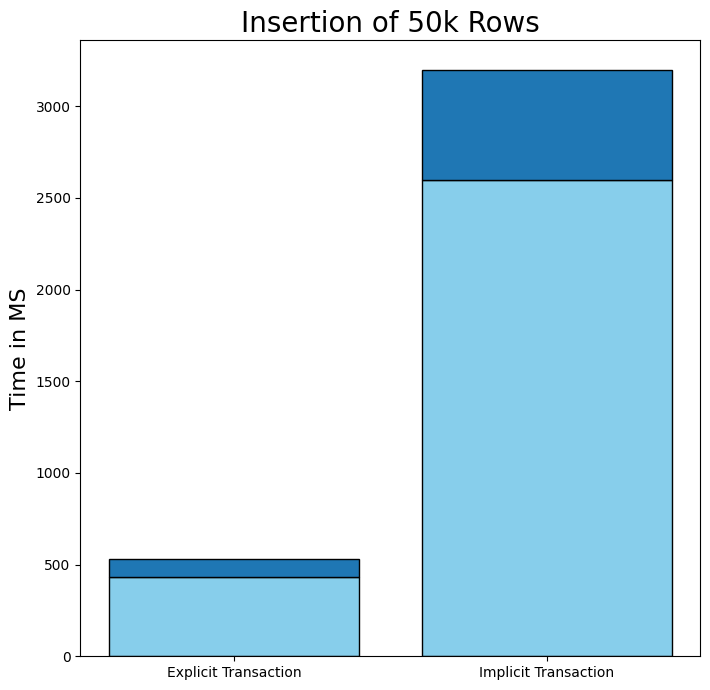 Insertion of 50k Rows
Time in MS
3000
2500
2000
1500
1000
500
0
Explicit Transaction
Implicit Transaction